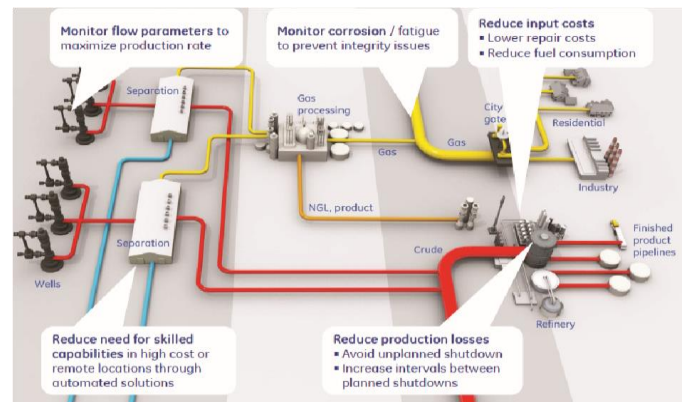 Monitor flow parameters to
maximize production rate
Monitor corrosion / fatigue
to prevent integrity issues
Reduce input costs
▪ Lower repair costs
▪ Reduce fuel consumption
Separation
Gas
processing
City
gate
Residential
Gas
Gas
Industry
NGL, product
Separation
Crude
Finished
product
pipelines
Wells
Refinery
Reduce need for skilled
capabilities in high cost or
remote locations through
automated solutions
Reduce production losses
▪ Avoid unplanned shutdown
▪ Increase intervals between
planned shutdowns